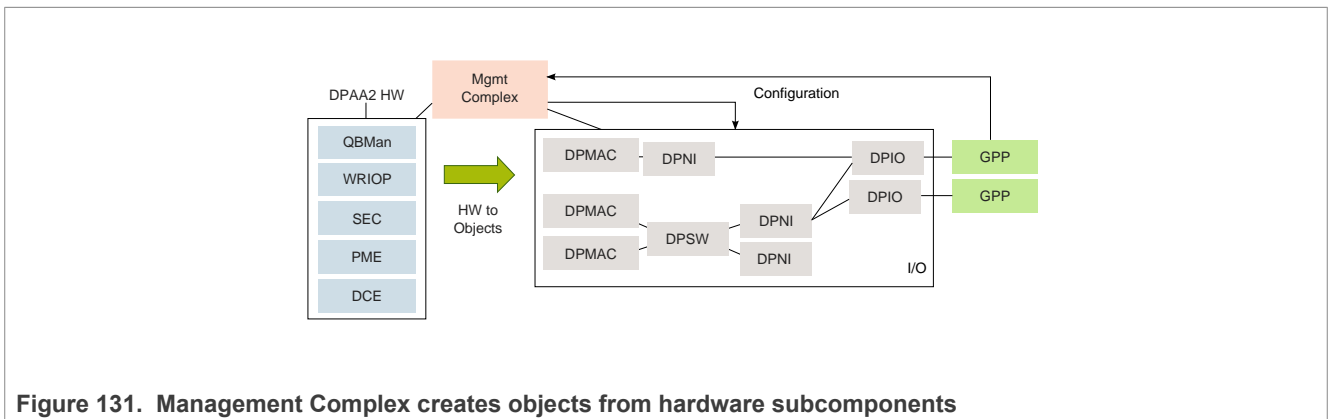 Mgmt
Complex
Configuration
DPAA2 HW
QBMan
WRIOP
SEC
PME
DCE
HW to
Objects
DPMAC
DPNI
DPIO
GPP
DPMAC
DPMAC
DPSW
DPNI
DPNI
DPIO
GPP
I/O
Figure 131. Management Complex creates objects from hardware subcomponents